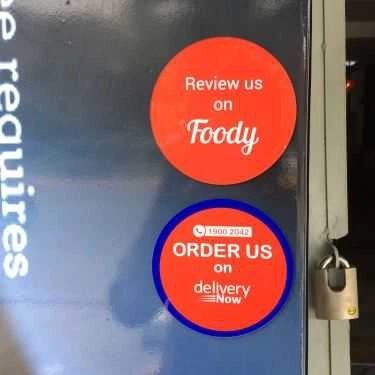 e requires
Review us
on
Foody
1900 2042
ORDER US
on
delivery
Now